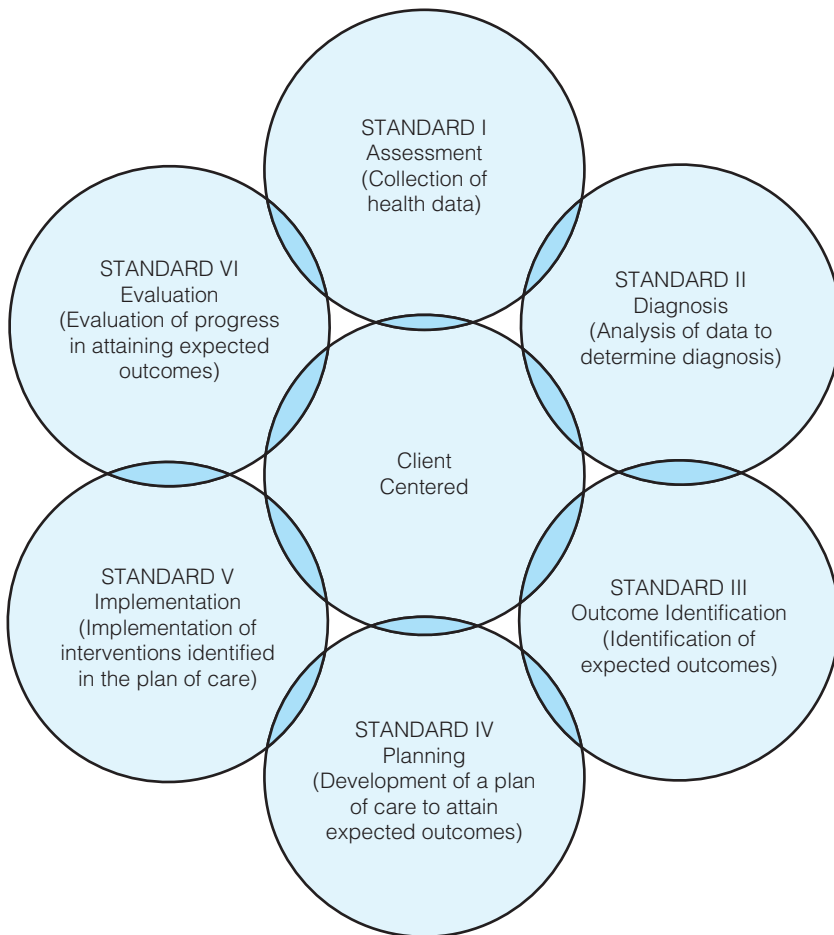 STANDARD I
Assessment
(Collection of
health data)
STANDARD II
Diagnosis
(Analysis of data to
determine diagnosis)
STANDARD III
Outcome Identification
(Identification of
expected outcomes)
STANDARD IV
Planning
(Development of a plan
of care to attain
expected outcomes)
STANDARD V
Implementation
(Implementation of
interventions identified
in the plan of care)
STANDARD VI
Evaluation
(Evaluation of progress
in attaining expected
outcomes)
Client
Centered